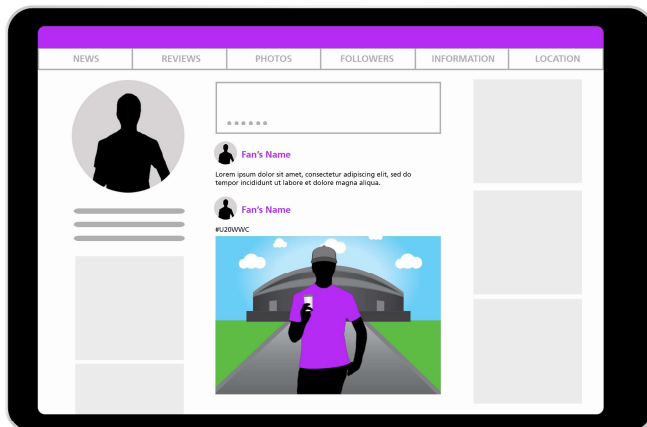 NEWS REVIEWS PHOTOS FOLLOWERS INFORMATION LOCATION
Fan's Name
Lorem ipsum dolor sit amet, consectetur adipiscing elit, sed do
tempor incididunt ut labore et dolore magna aliqua.
Fan's Name
#U20WWC